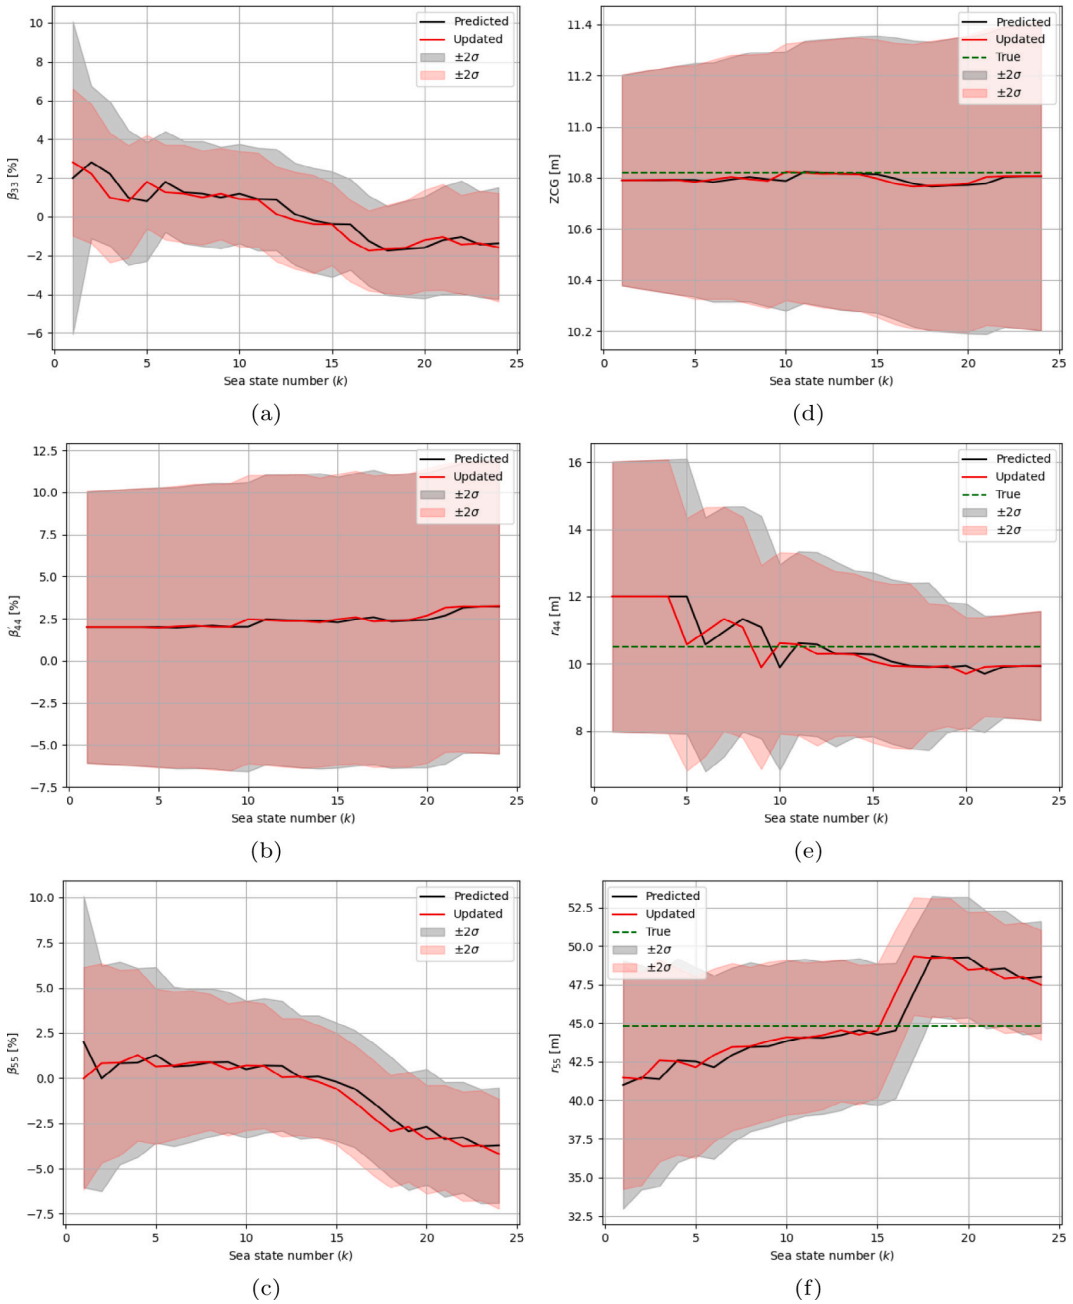 10
8
6
4
2
0
−2
−4
−6
β33 [%]
0
5
10
15
20
25
Sea state number (k)
Predicted
Updated
±2σ
±2σ
(a)
11.4
11.2
11.0
10.8
10.6
10.4
10.2
ZCG [m]
0
5
10
15
20
25
Sea state number (k)
Predicted
Updated
True
±2σ
±2σ
(d)
12.5
10.0
7.5
5.0
2.5
0.0
−2.5
−5.0
−7.5
β′44 [%]
0
5
10
15
20
25
Sea state number (k)
Predicted
Updated
±2σ
±2σ
(b)
16
14
12
10
8
r44 [m]
0
5
10
15
20
25
Sea state number (k)
Predicted
Updated
True
±2σ
±2σ
(e)
10.0
7.5
5.0
2.5
0.0
−2.5
−5.0
−7.5
β55 [%]
0
5
10
15
20
25
Sea state number (k)
Predicted
Updated
±2σ
±2σ
(c)
52.5
50.0
47.5
45.0
42.5
40.0
37.5
35.0
32.5
r55 [m]
0
5
10
15
20
25
Sea state number (k)
Predicted
Updated
True
±2σ
±2σ
(f)